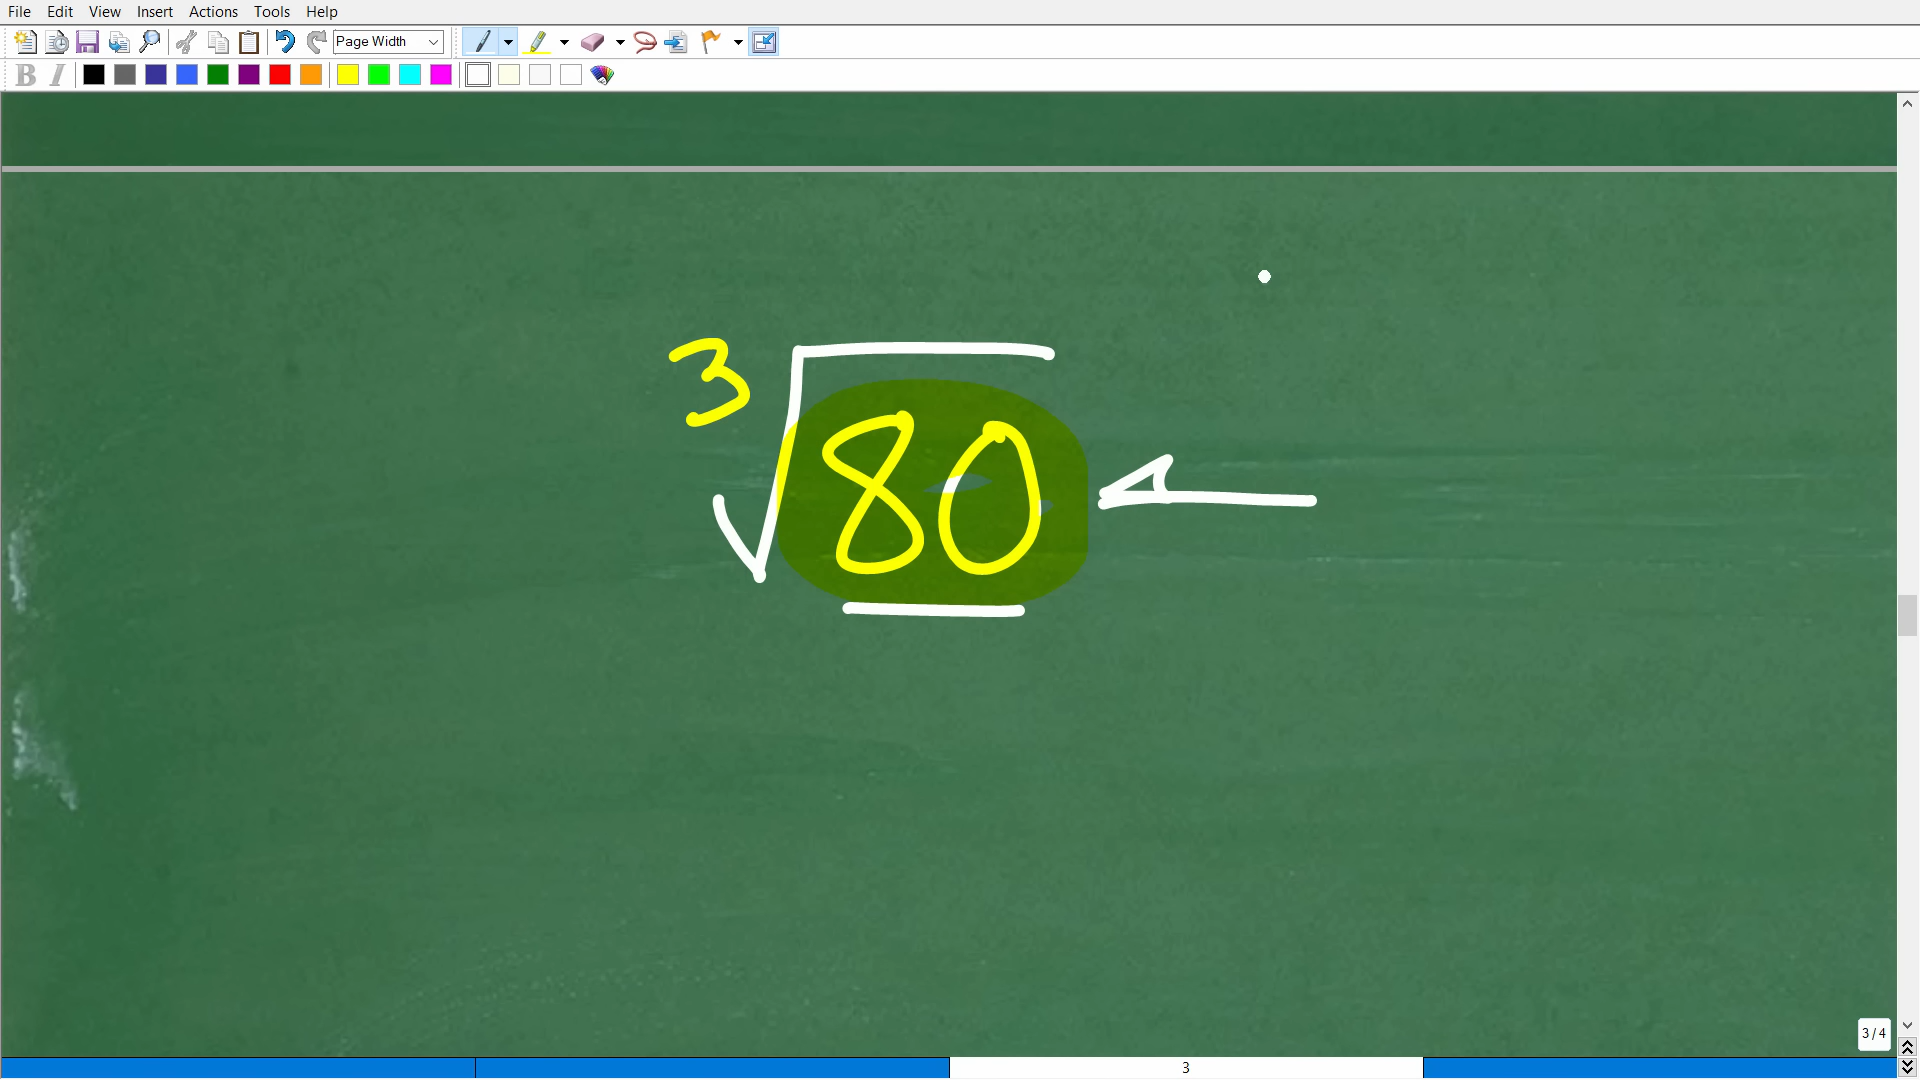 File Edit View Insert Actions Tools Help
Page Width
B I
3√80
3 / 4
3